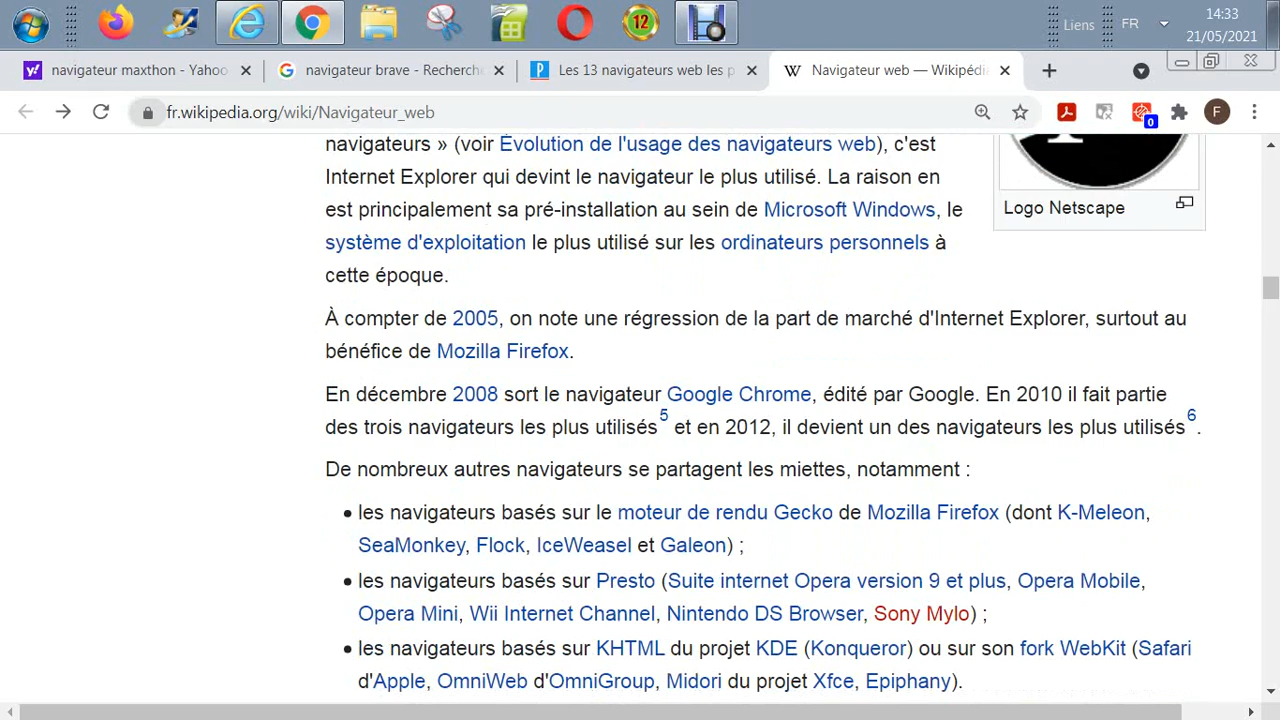 12
Liens
FR
14:33
21/05/2021
navigateur maxthon - Yahoo
navigateur brave - Recherche
Les 13 navigateurs web les p
Navigateur web — Wikipédi
fr.wikipedia.org/wiki/Navigateur_web
0
F
navigateurs » (voir Évolution de l'usage des navigateurs web), c'est
Internet Explorer qui devint le navigateur le plus utilisé. La raison en
est principalement sa pré-installation au sein de Microsoft Windows, le
système d'exploitation le plus utilisé sur les ordinateurs personnels à
cette époque.
Logo Netscape
À compter de 2005, on note une régression de la part de marché d'Internet Explorer, surtout au
bénéfice de Mozilla Firefox.
En décembre 2008 sort le navigateur Google Chrome, édité par Google. En 2010 il fait partie
des trois navigateurs les plus utilisés5 et en 2012, il devient un des navigateurs les plus utilisés6.
De nombreux autres navigateurs se partagent les miettes, notamment :
• les navigateurs basés sur le moteur de rendu Gecko de Mozilla Firefox (dont K-Meleon,
SeaMonkey, Flock, IceWeasel et Galeon) ;
• les navigateurs basés sur Presto (Suite internet Opera version 9 et plus, Opera Mobile,
Opera Mini, Wii Internet Channel, Nintendo DS Browser, Sony Mylo) ;
• les navigateurs basés sur KHTML du projet KDE (Konqueror) ou sur son fork WebKit (Safari
d'Apple, OmniWeb d'OmniGroup, Midori du projet Xfce, Epiphany).